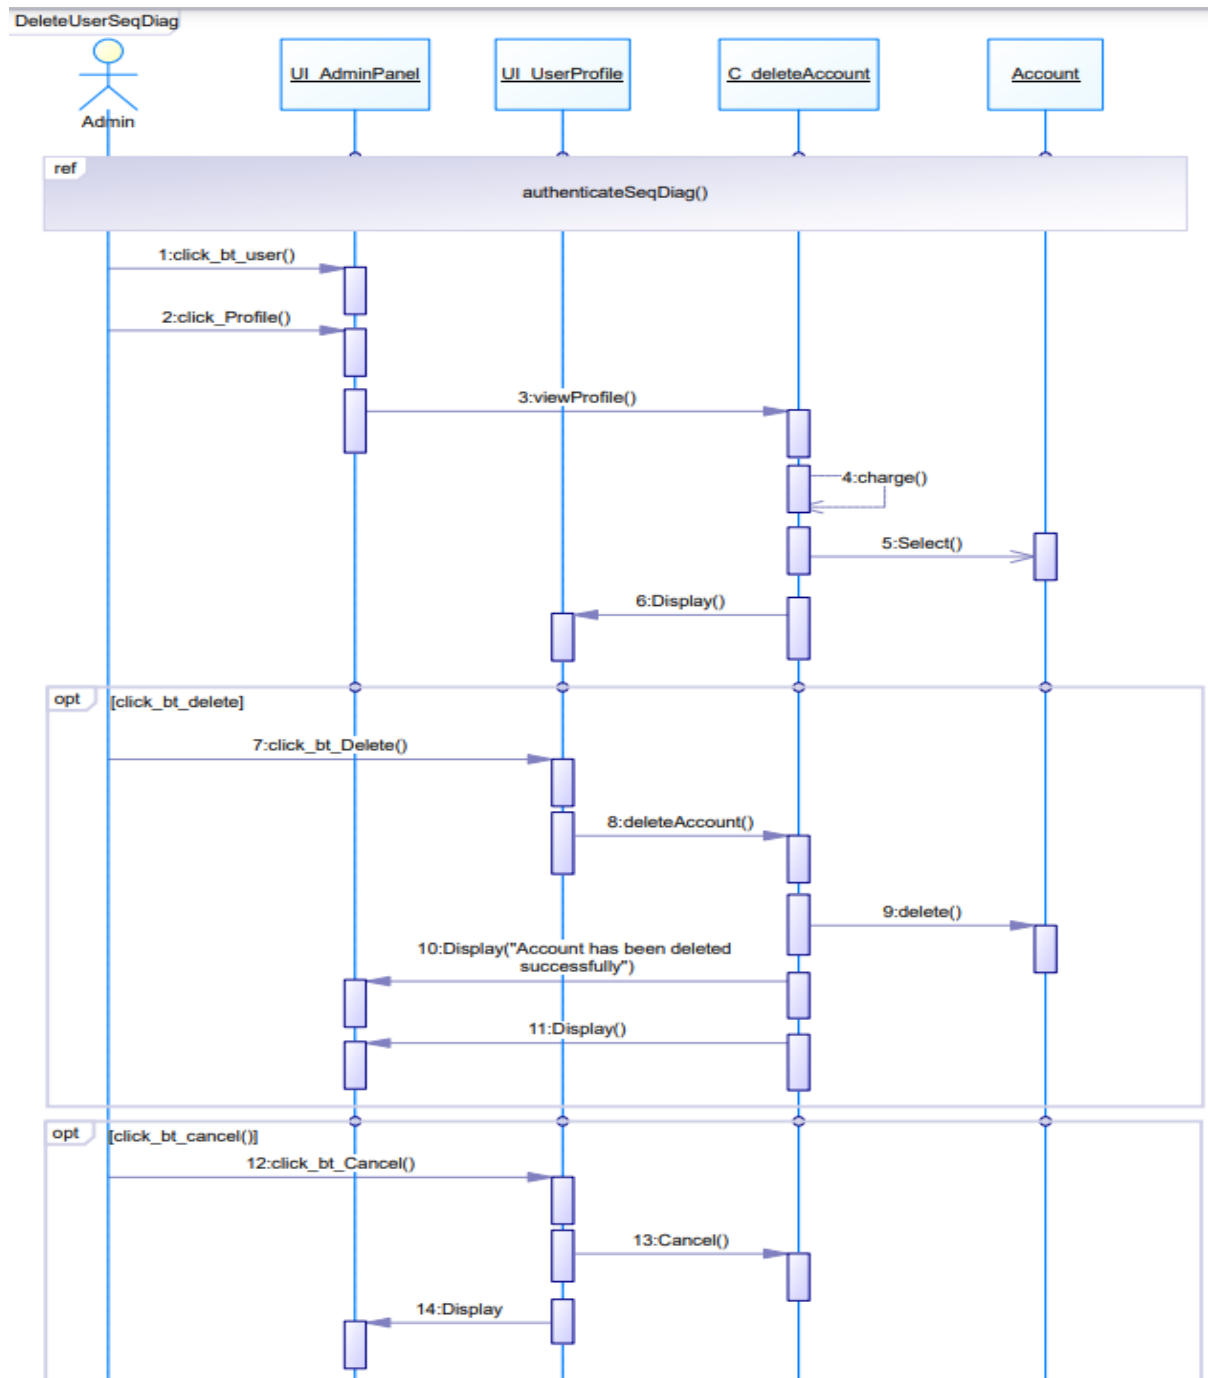 DeleteUserSeqDiag
Admin
UI_AdminPanel
UI_UserProfile
C_deleteAccount
Account
ref
authenticateSeqDiag()
1:click_bt_user()
2:click_Profile()
3:viewProfile()
4:charge()
5:Select()
6:Display()
opt
[click_bt_delete]
7:click_bt_Delete()
8:deleteAccount()
9:delete()
10:Display("Account has been deleted
successfully")
11:Display()
opt
[click_bt_cancel()]
12:click_bt_Cancel()
13:Cancel()
14:Display